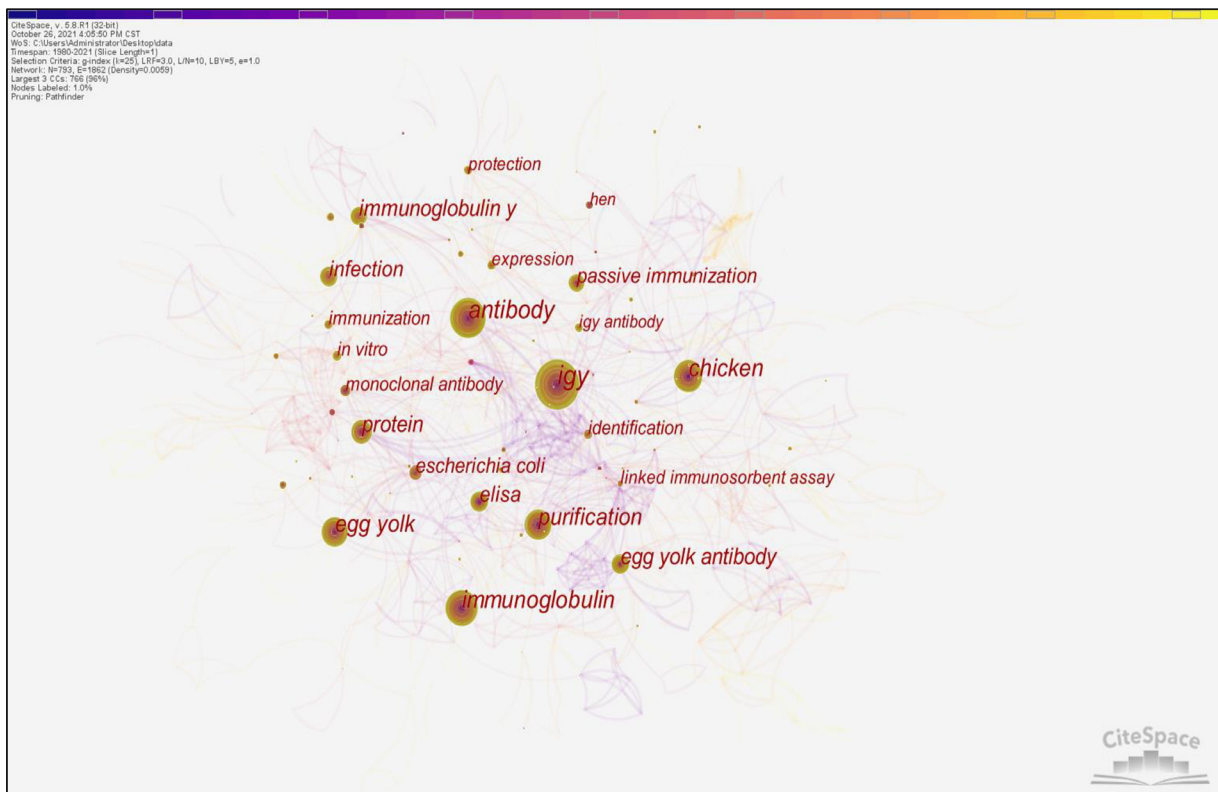 CiteSpace, v. 5.8.R1 (32-bit)
October 26, 2021 4:05:50 PM CST
WoS: C:\Users\Administrator\Desktop\data
Timespan: 1980-2021 (Slice Length=1)
Selection Criteria: g-index (k=25), LRF=3.0, L/N=10, LBY=5, e=1.0
Network: N=793, E=1862 (Density=0.0059)
Largest 3 CCs: 766 (96%)
Nodes Labeled: 1.0%
Pruning: Pathfinder
protection
hen
immunoglobulin y
expression
infection
passive immunization
antibody
immunization
igy antibody
in vitro
chicken
igy
monoclonal antibody
protein
identification
escherichia coli
linked immunosorbent assay
elisa
purification
egg yolk
egg yolk antibody
immunoglobulin
CiteSpace